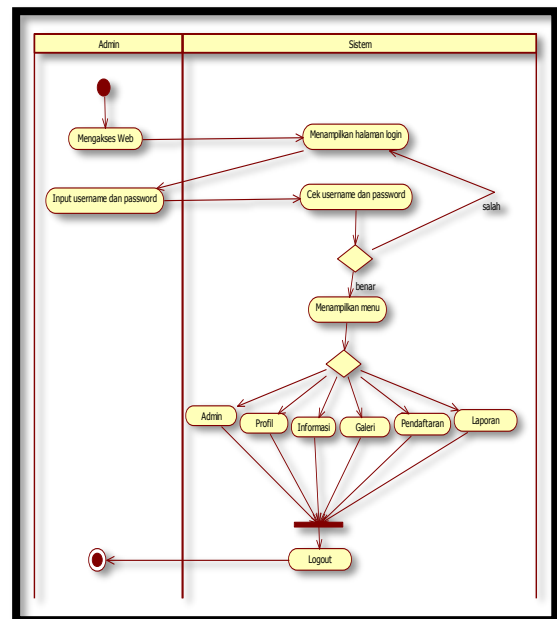 Admin
Sistem
Mengakses Web
Menampilkan halaman login
Input username dan password
Cek username dan password
salah
benar
Menampilkan menu
Admin
Profil
Informasi
Galeri
Pendaftaran
Laporan
Logout